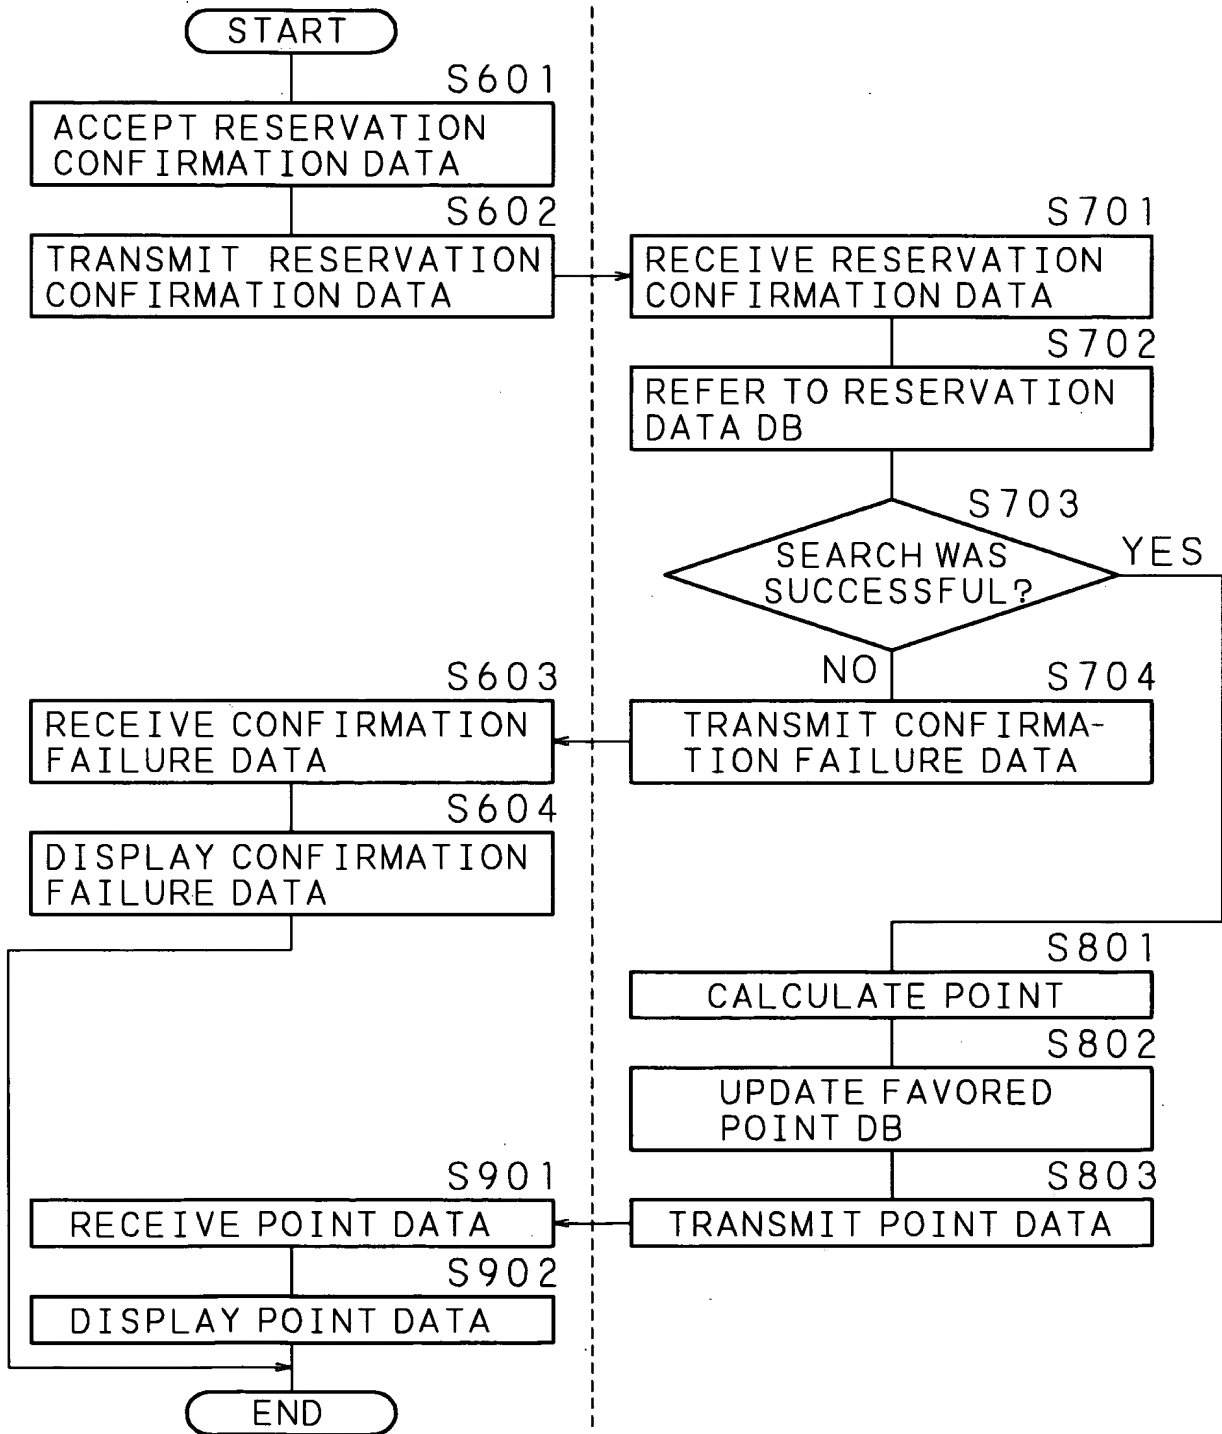 START
S601
ACCEPT RESERVATION
CONFIRMATION DATA
S602
TRANSMIT RESERVATION
CONFIRMATION DATA
S701
RECEIVE RESERVATION
CONFIRMATION DATA
S702
REFER TO RESERVATION
DATA DB
S703
SEARCH WAS
SUCCESSFUL?
YES
NO
S704
TRANSMIT CONFIRMA-
TION FAILURE DATA
S603
RECEIVE CONFIRMATION
FAILURE DATA
S604
DISPLAY CONFIRMATION
FAILURE DATA
S801
CALCULATE POINT
S802
UPDATE FAVORED
POINT DB
S803
TRANSMIT POINT DATA
S901
RECEIVE POINT DATA
S902
DISPLAY POINT DATA
END